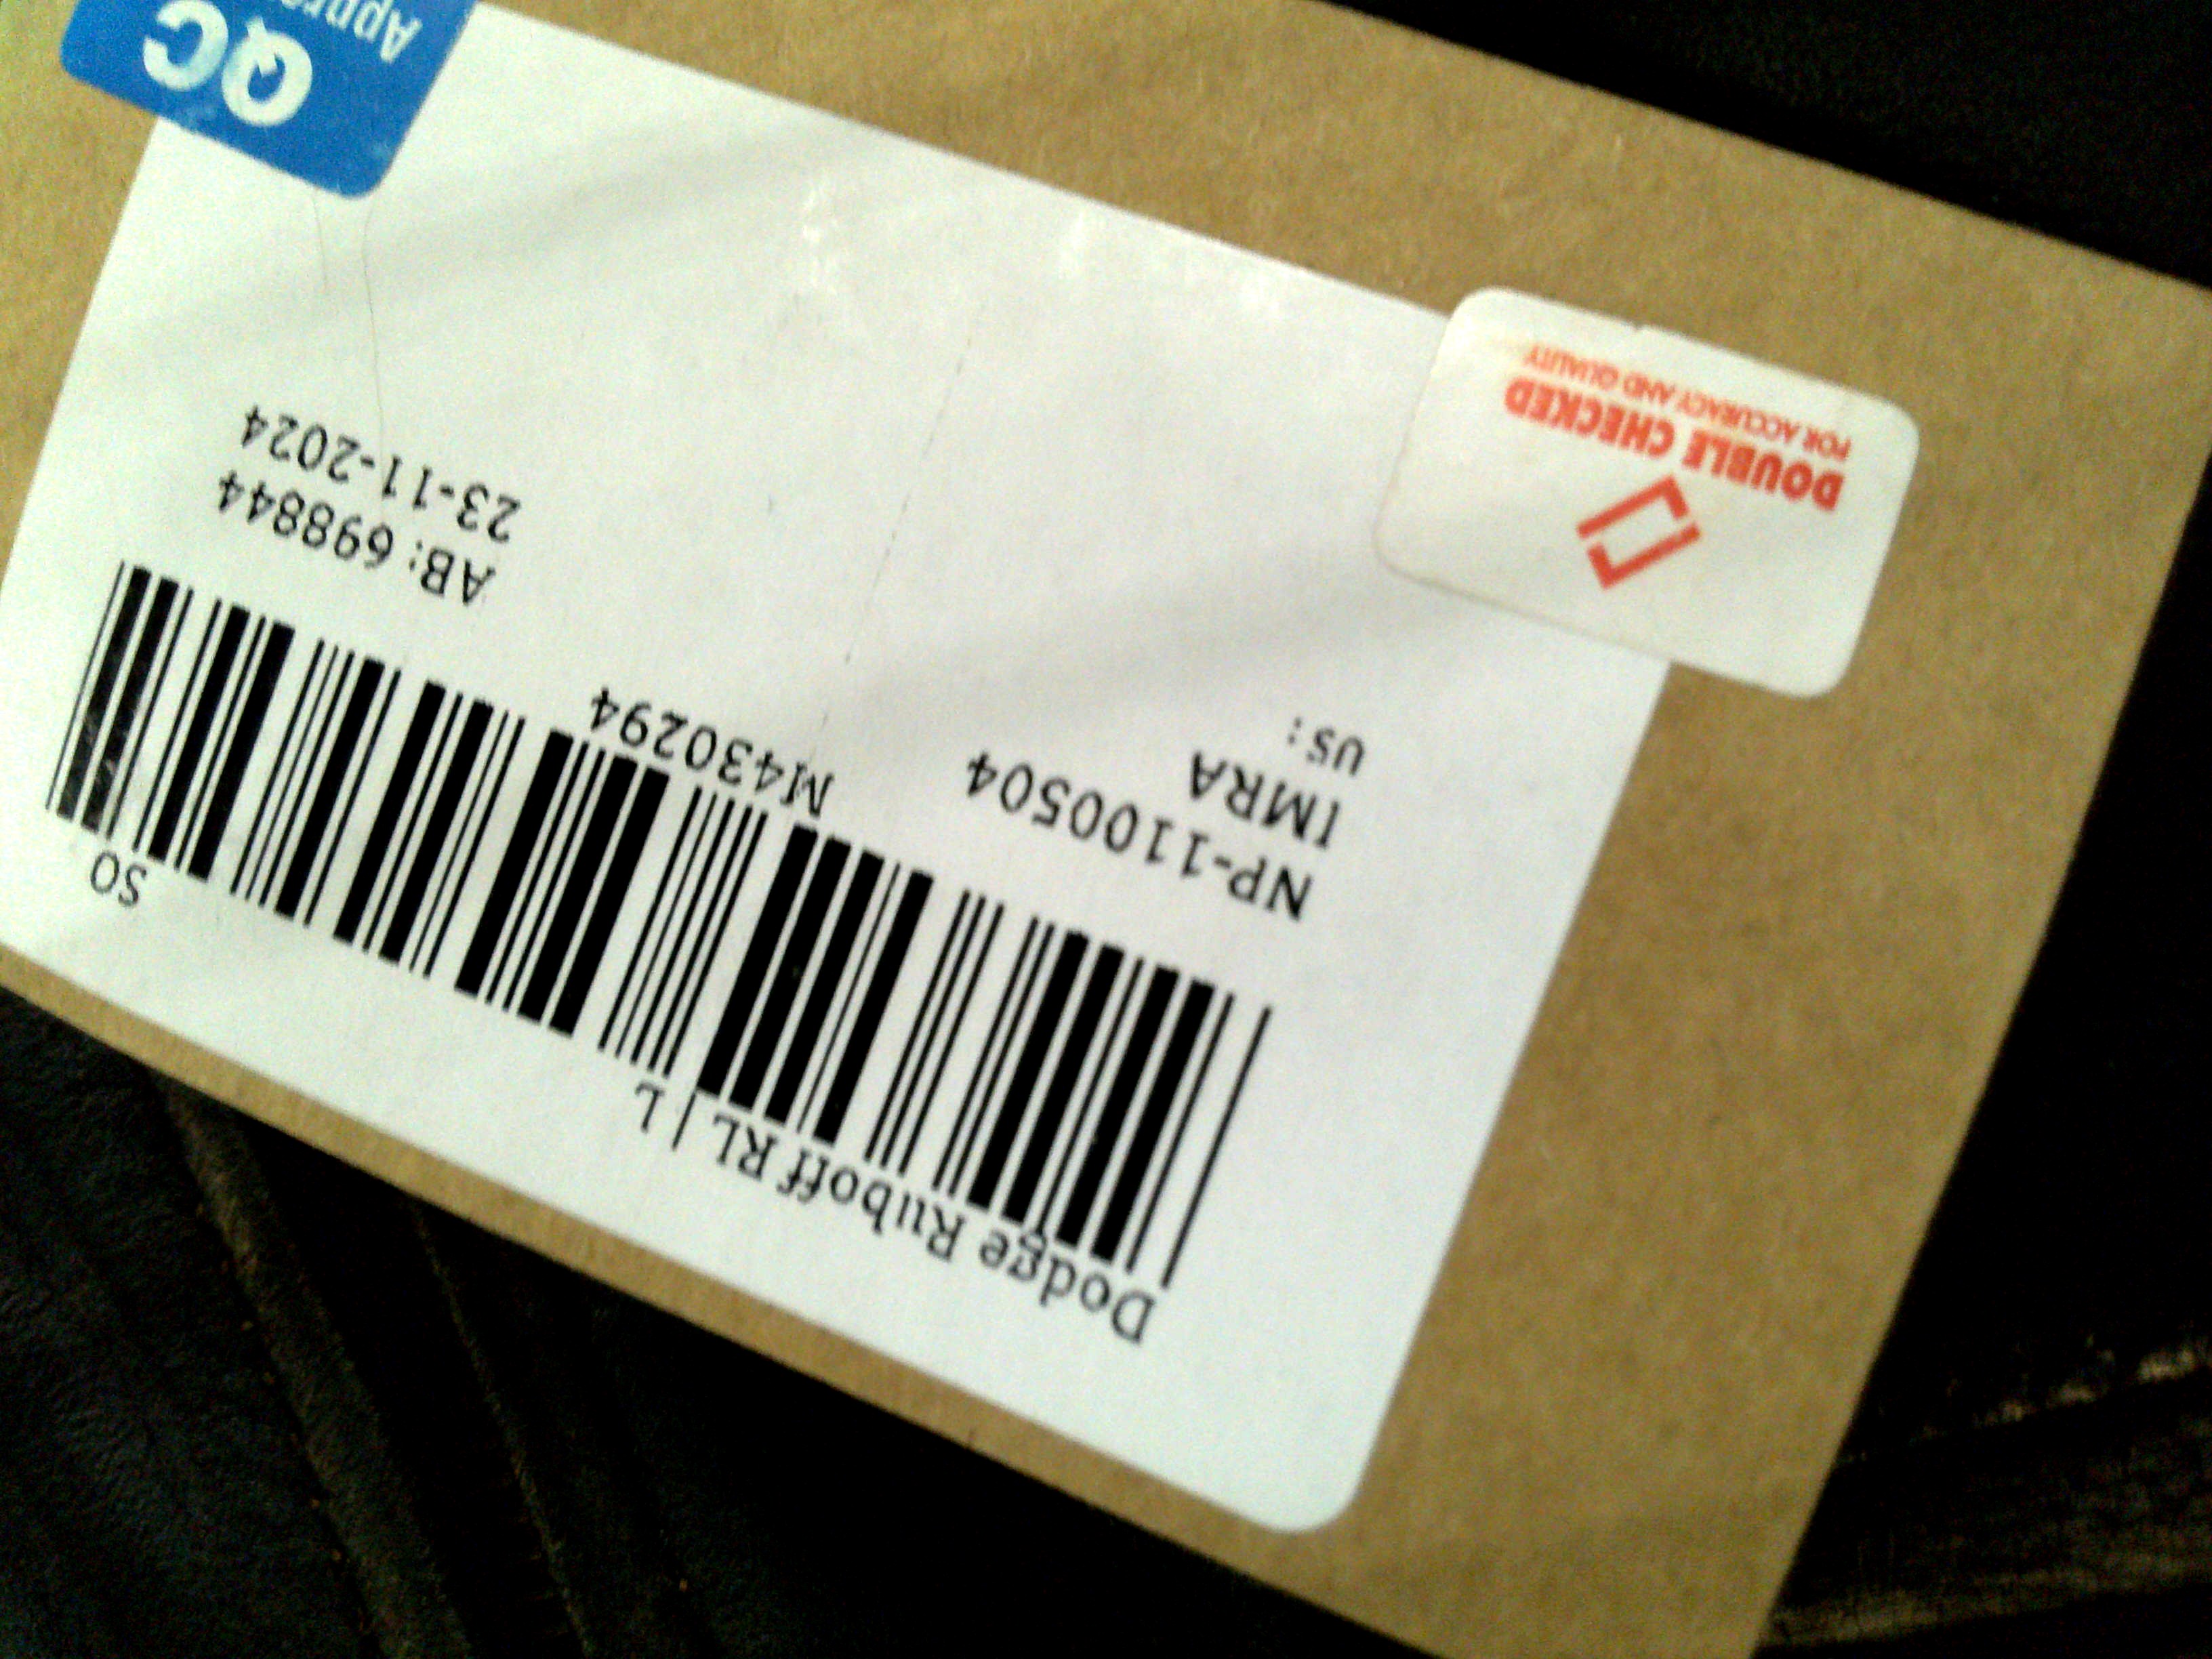 Dodge Ruboff RL | L
SO
M430294
NP-1100504
IMRA
US:
AB: 698844
23-11-2024
DOUBLE CHECKED
FOR ACCURACY AND QUALITY
QC